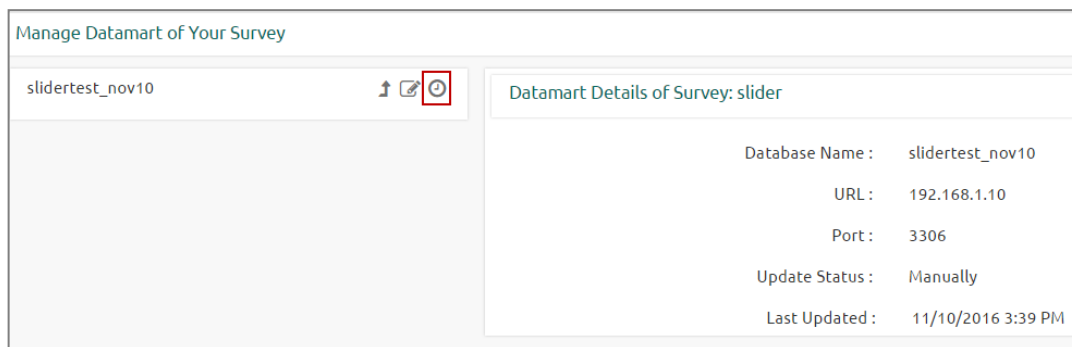 Manage Datamart of Your Survey
slidertest_nov10
Datamart Details of Survey: slider
Database Name : slidertest_nov10
URL : 192.168.1.10
Port : 3306
Update Status : Manually
Last Updated : 11/10/2016 3:39 PM